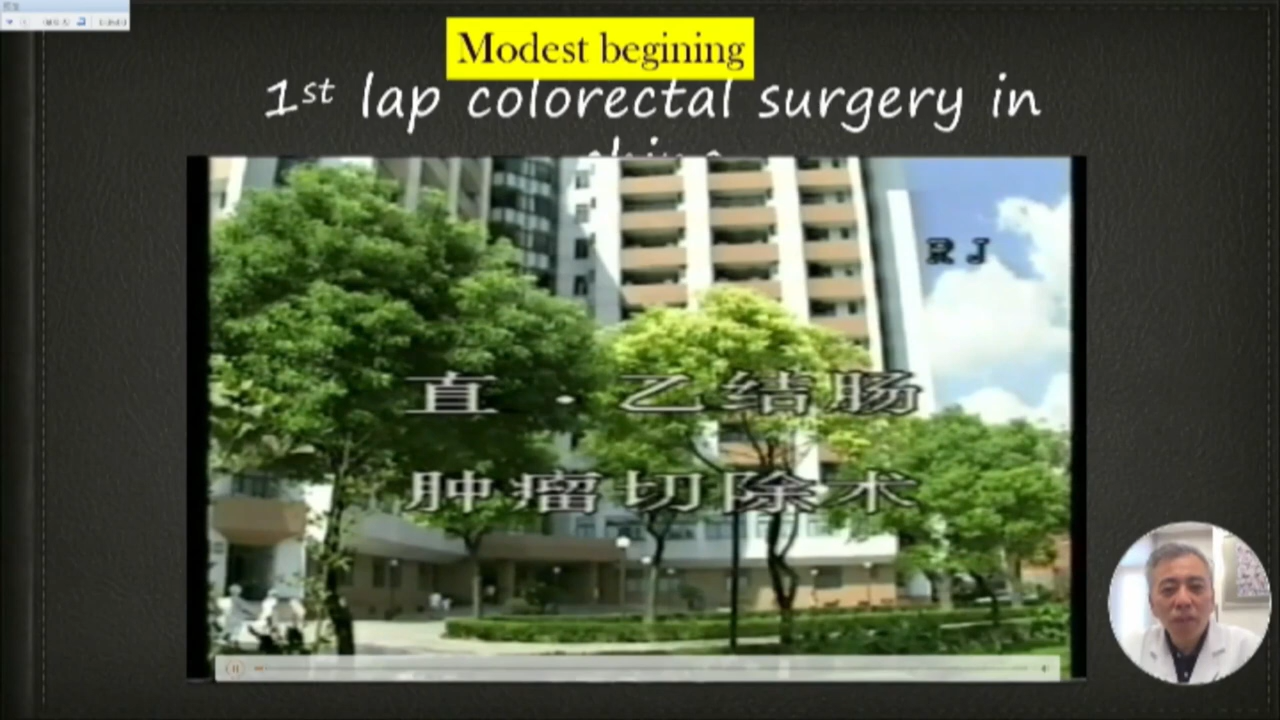 Modest begining
1st lap colorectal surgery in
RJ
直·乙结肠
肿瘤切除术